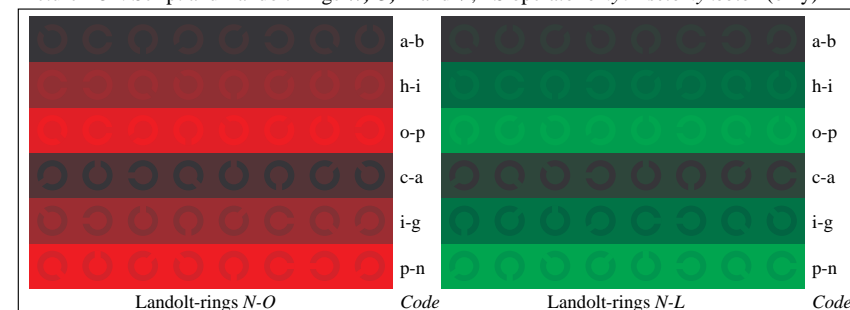 a-b
h-i
o-p
c-a
i-g
p-n
Landolt-rings N-O Code
a-b
h-i
o-p
c-a
i-g
p-n
Landolt-rings N-L Code